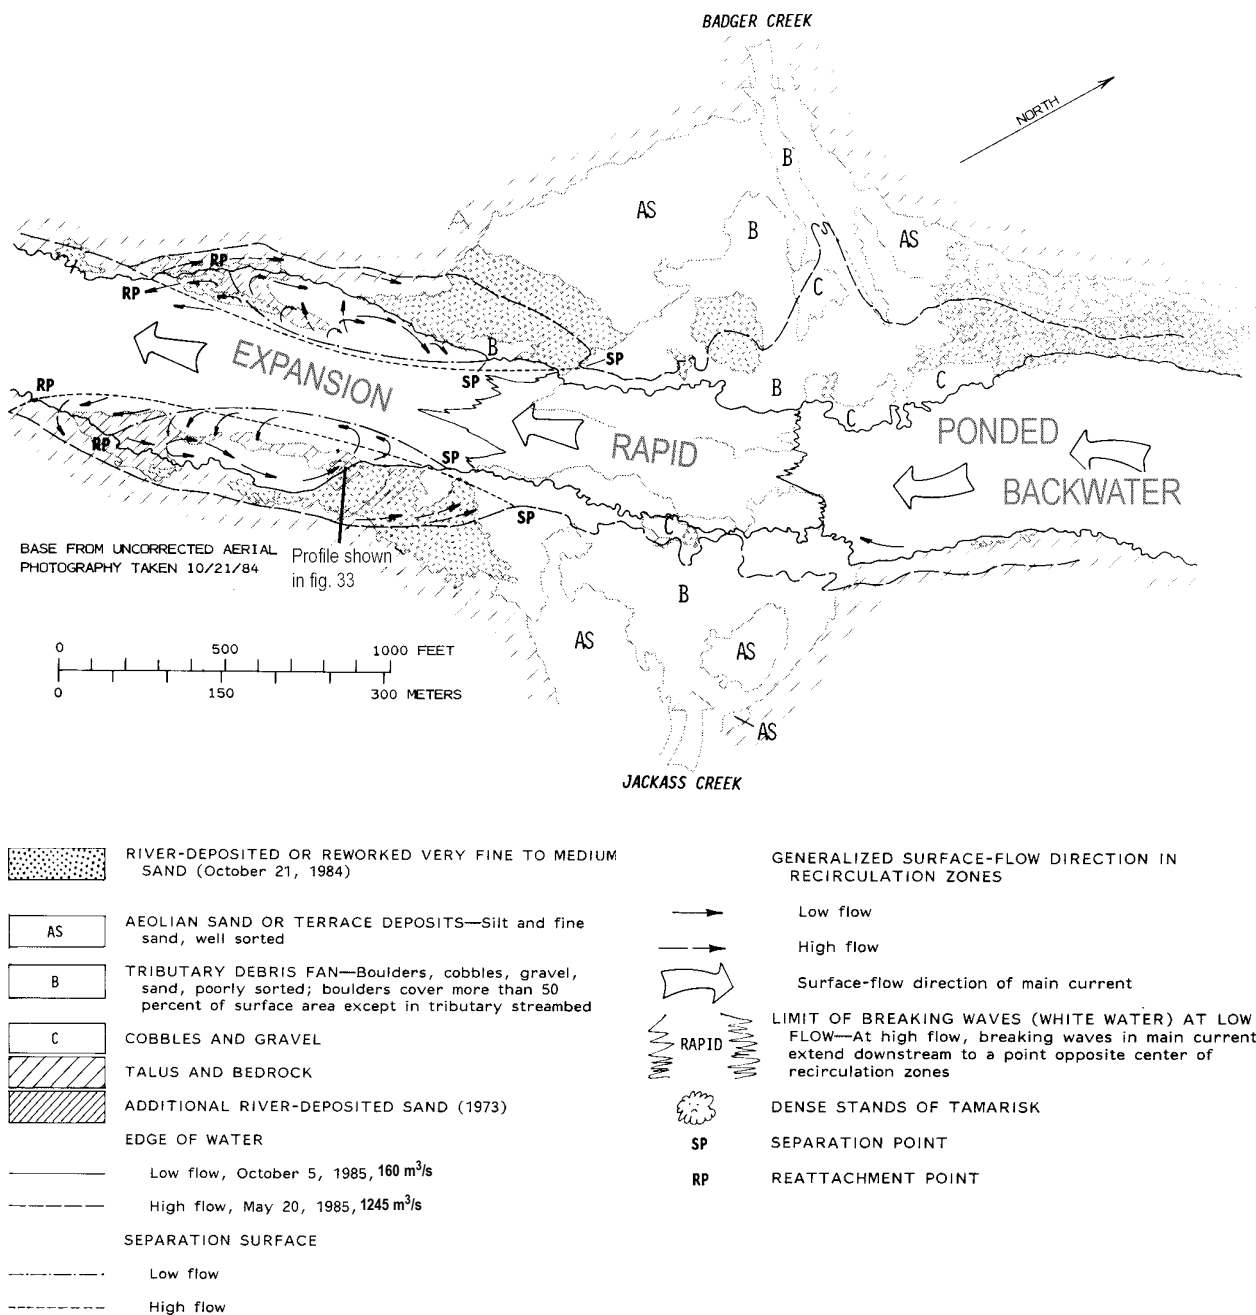 BADGER CREEK
NORTH
B
AS
B
AS
A
C
RP
RP
B
SP
SP
B
C
C
EXPANSION
RP
RP
SP
SP
RAPID
PONDED
BACKWATER
C
BASE FROM UNCORRECTED AERIAL
PHOTOGRAPHY TAKEN 10/21/84
Profile shown
in fig. 33
B
AS
AS
AS
0 500 1000 FEET
0 150 300 METERS
JACKASS CREEK
RIVER-DEPOSITED OR REWORKED VERY FINE TO MEDIUM
SAND (October 21, 1984)
AS AEOLIAN SAND OR TERRACE DEPOSITS—Silt and fine
sand, well sorted
B TRIBUTARY DEBRIS FAN—Boulders, cobbles, gravel,
sand, poorly sorted; boulders cover more than 50
percent of surface area except in tributary streambed
C COBBLES AND GRAVEL
TALUS AND BEDROCK
ADDITIONAL RIVER-DEPOSITED SAND (1973)
EDGE OF WATER
Low flow, October 5, 1985, 160 m³/s
High flow, May 20, 1985, 1245 m³/s
SEPARATION SURFACE
Low flow
High flow
GENERALIZED SURFACE-FLOW DIRECTION IN
RECIRCULATION ZONES
Low flow
High flow
Surface-flow direction of main current
RAPID LIMIT OF BREAKING WAVES (WHITE WATER) AT LOW
FLOW—At high flow, breaking waves in main current
extend downstream to a point opposite center of
recirculation zones
DENSE STANDS OF TAMARISK
SP SEPARATION POINT
RP REATTACHMENT POINT